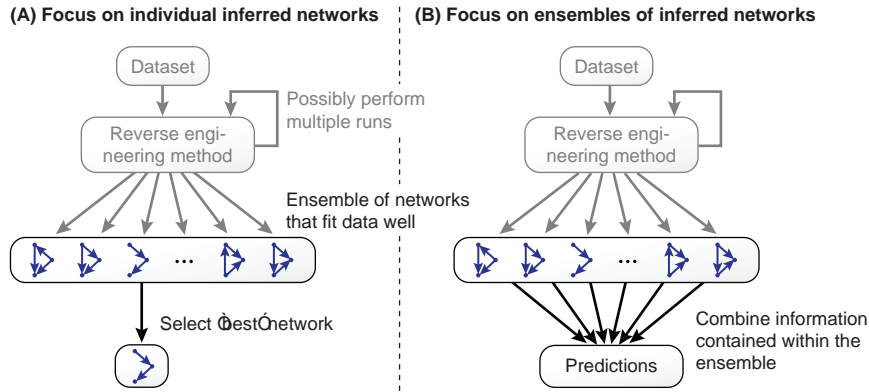 (A) Focus on individual inferred networks
Dataset
Possibly perform
multiple runs
Reverse engi-
neering method
Ensemble of networks
that fit data well
...
Select ÒbestÓ network
(B) Focus on ensembles of inferred networks
Dataset
Reverse engi-
neering method
...
Combine information
contained within the
ensemble
Predictions